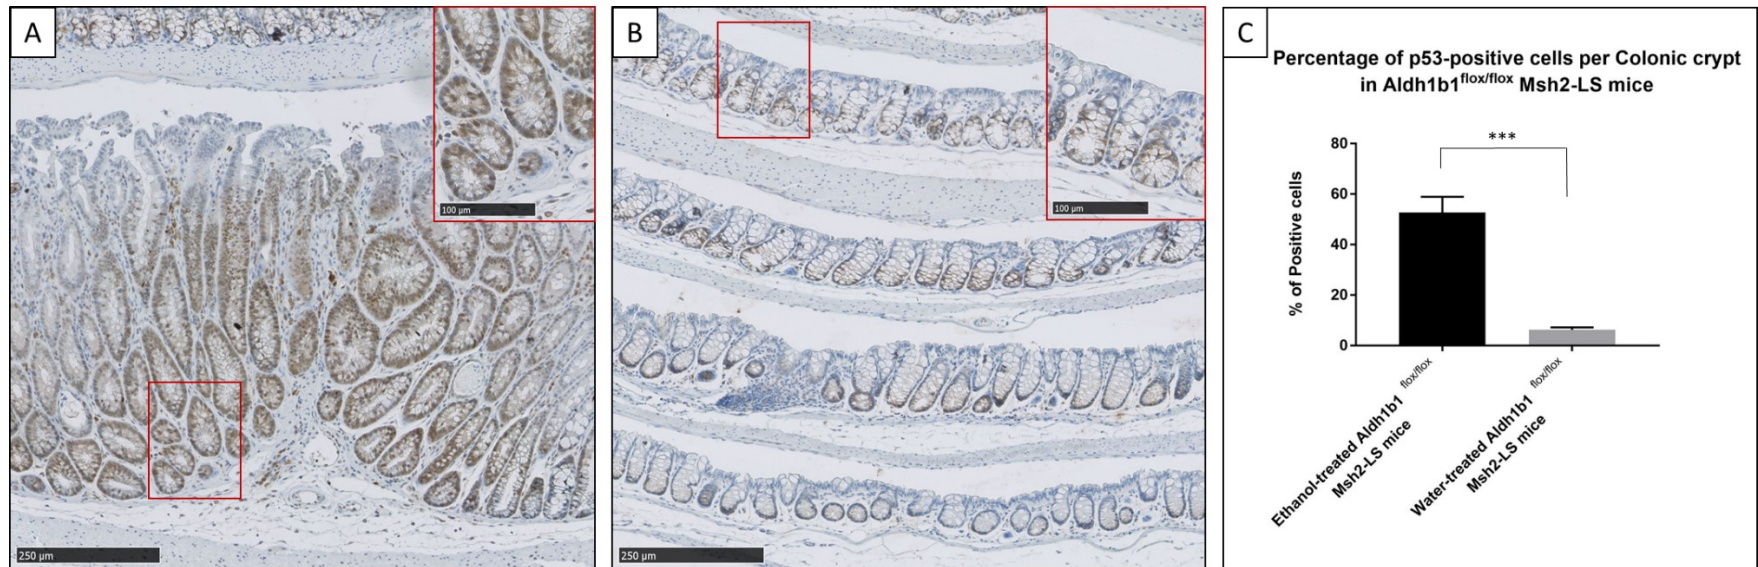 A
100 µm
250 µm
B
100 µm
250 µm
C
Percentage of p53-positive cells per Colonic crypt
in Aldh1b1flox/flox Msh2-LS mice
***
% of Positive cells
80
60
40
20
0
Ethanol-treated Aldh1b1 flox/flox
Msh2-LS mice
Water-treated Aldh1b1 flox/flox
Msh2-LS mice